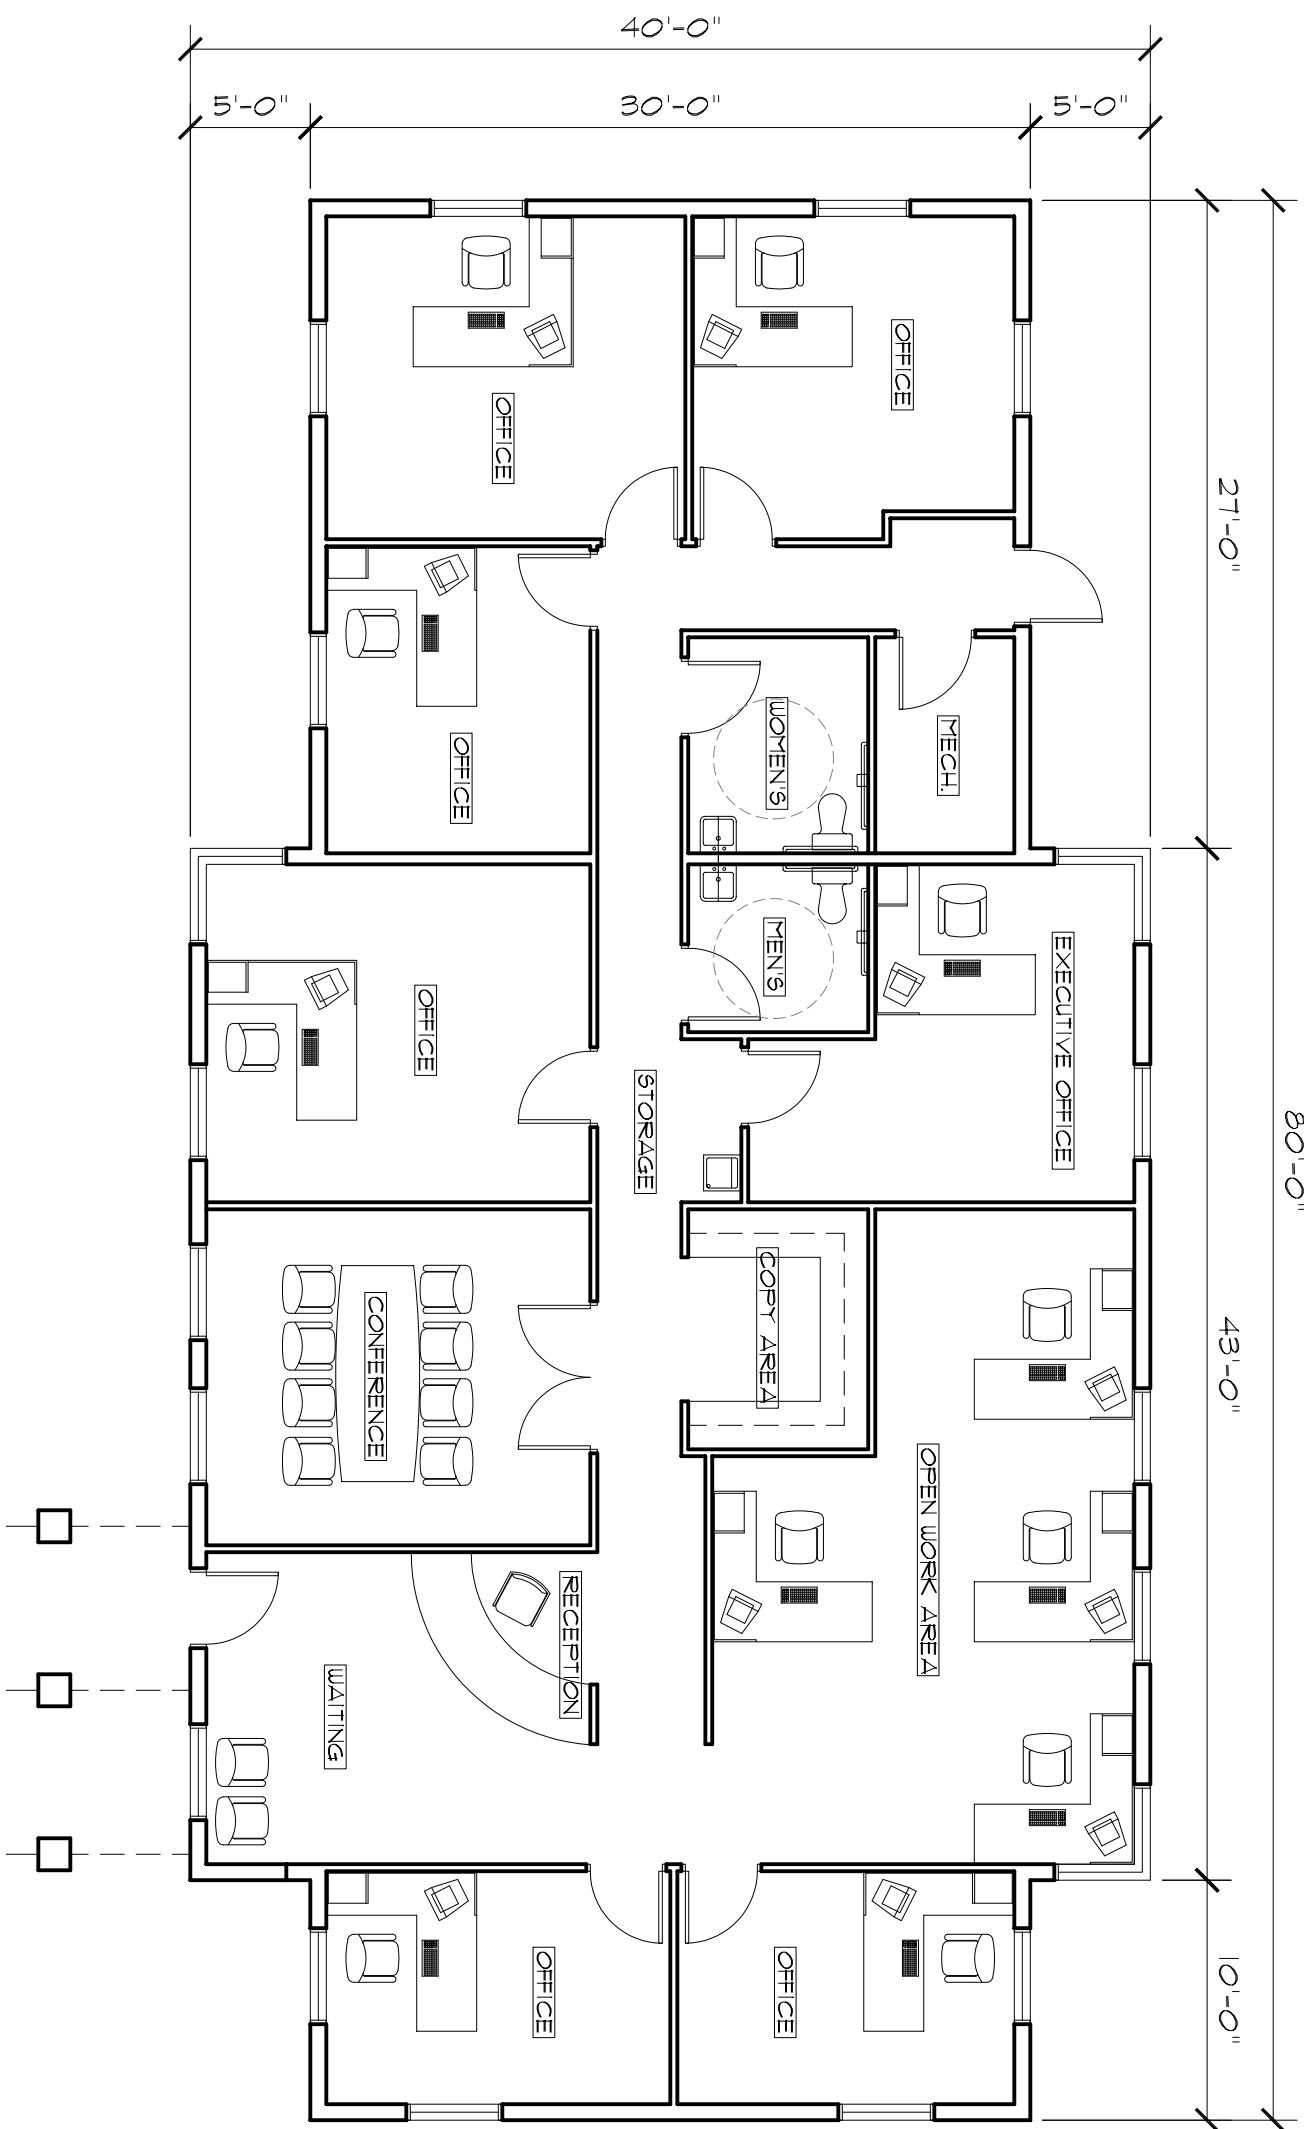 40'-0"
5'-0"
30'-0"
5'-0"
OFFICE
OFFICE
27'-0"
WOMEN'S
MECH.
OFFICE
MEN'S
EXECUTIVE OFFICE
OFFICE
STORAGE
80'-0"
COPY AREA
CONFERENCE
43'-0"
OPEN WORK AREA
RECEPTION
WAITING
OFFICE
OFFICE
10'-0"